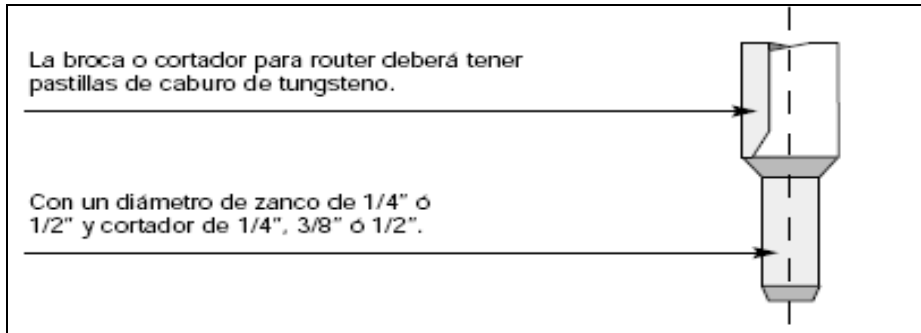 La broca o cortador para router deberá tener
pastillas de caburo de tungsteno.
Con un diámetro de zanco de 1/4" ó
1/2" y cortador de 1/4", 3/8" ó 1/2".